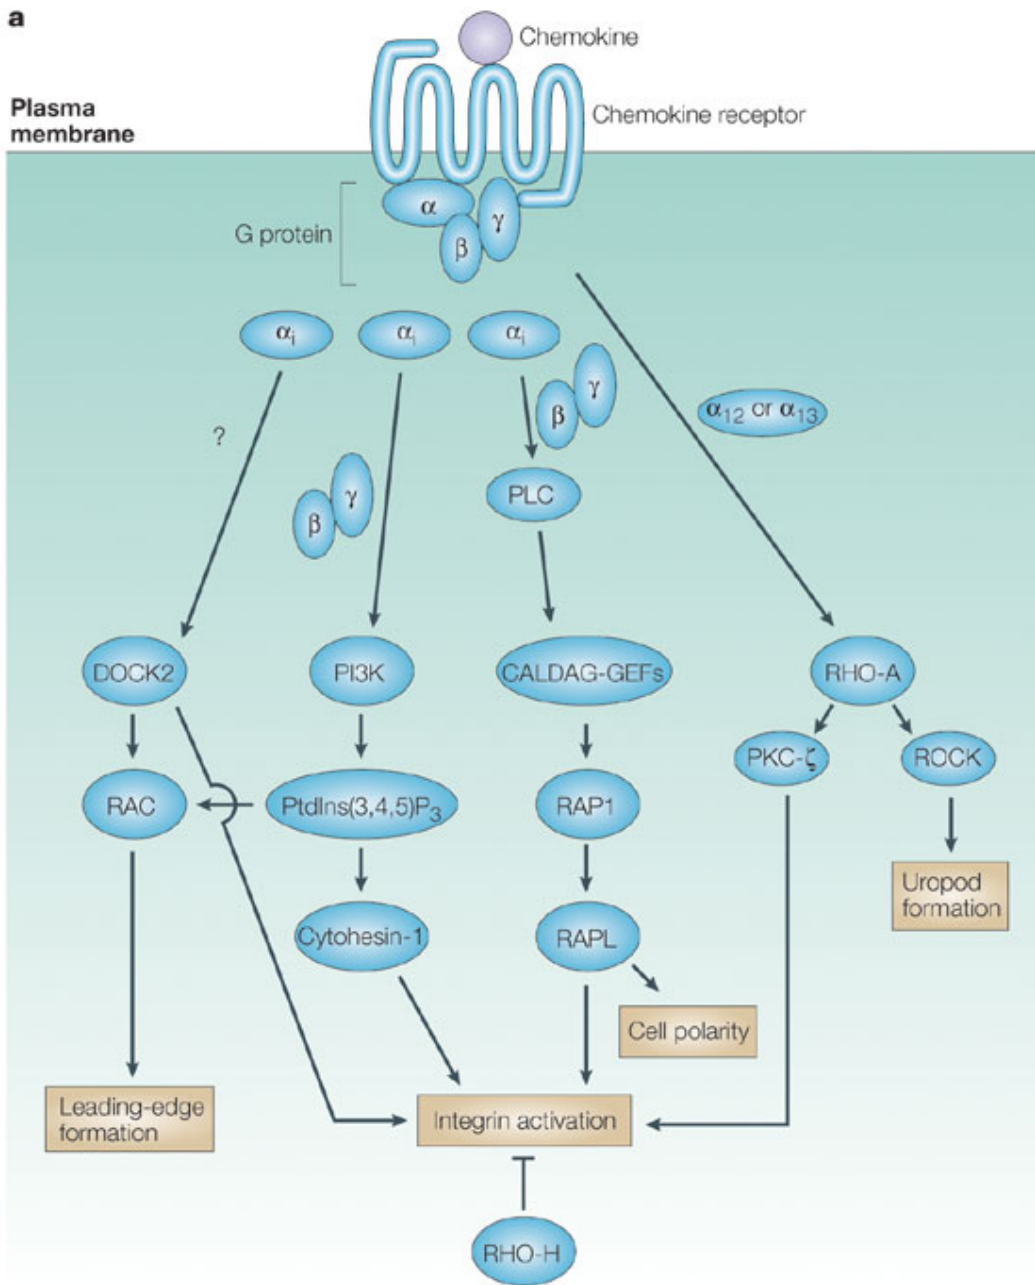 a
Chemokine
Plasma
membrane
Chemokine receptor
α
γ
β
G protein
αi
αi
αi
γ
β
α12 or α13
?
γ
β
PLC
DOCK2
PI3K
CALDAG-GEFs
RHO-A
PKC-ζ
ROCK
RAC
PtdIns(3,4,5)P3
RAP1
Uropod
formation
Cytohesin-1
RAPL
Cell polarity
Leading-edge
formation
Integrin activation
RHO-H